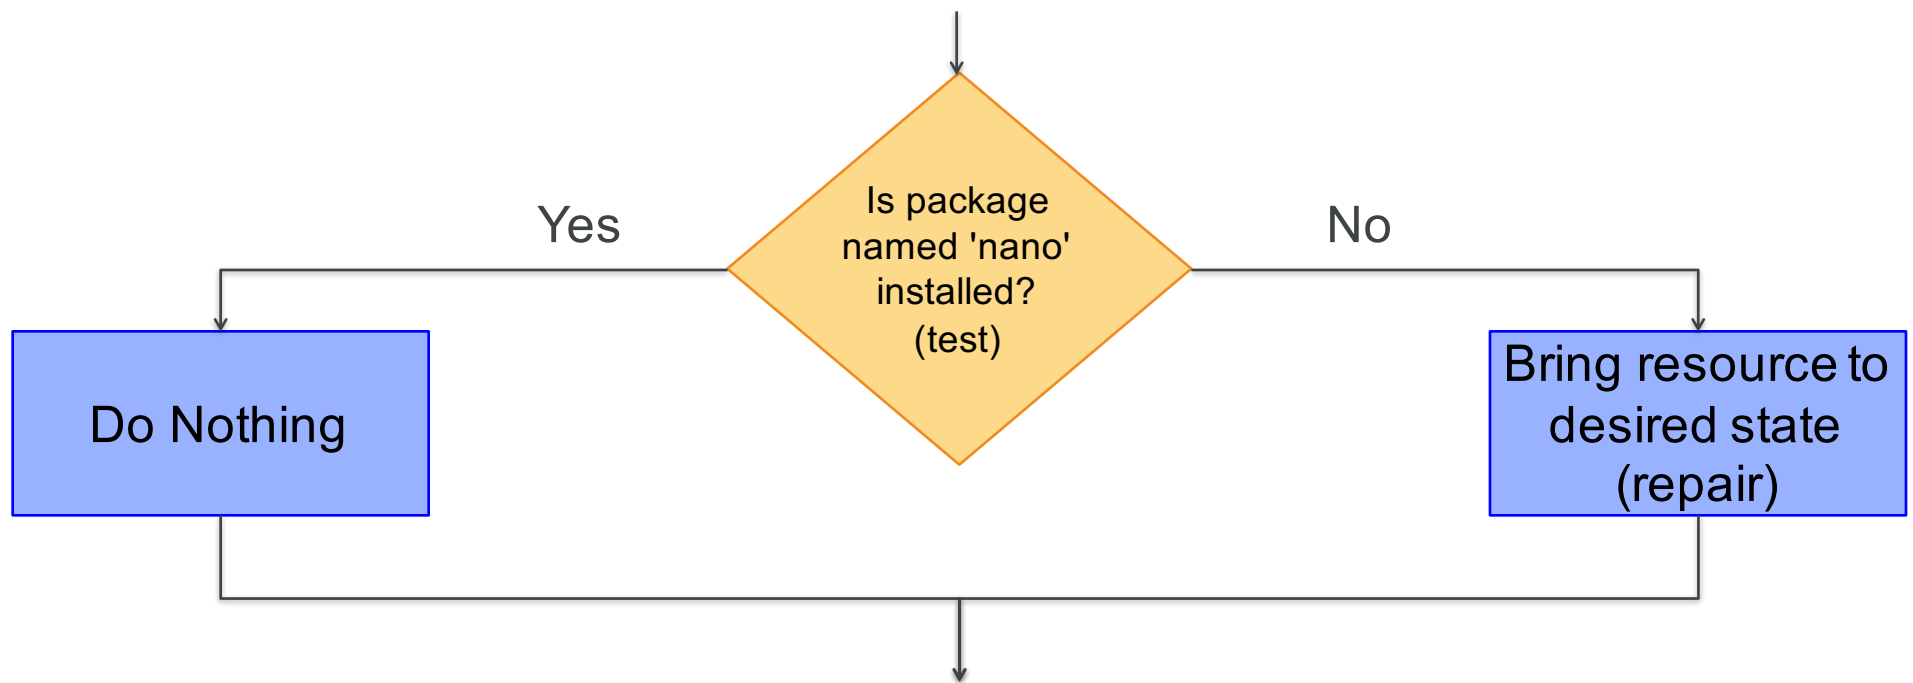 Is package
named 'nano'
installed?
(test)
Yes
No
Do Nothing
Bring resource to
desired state
(repair)